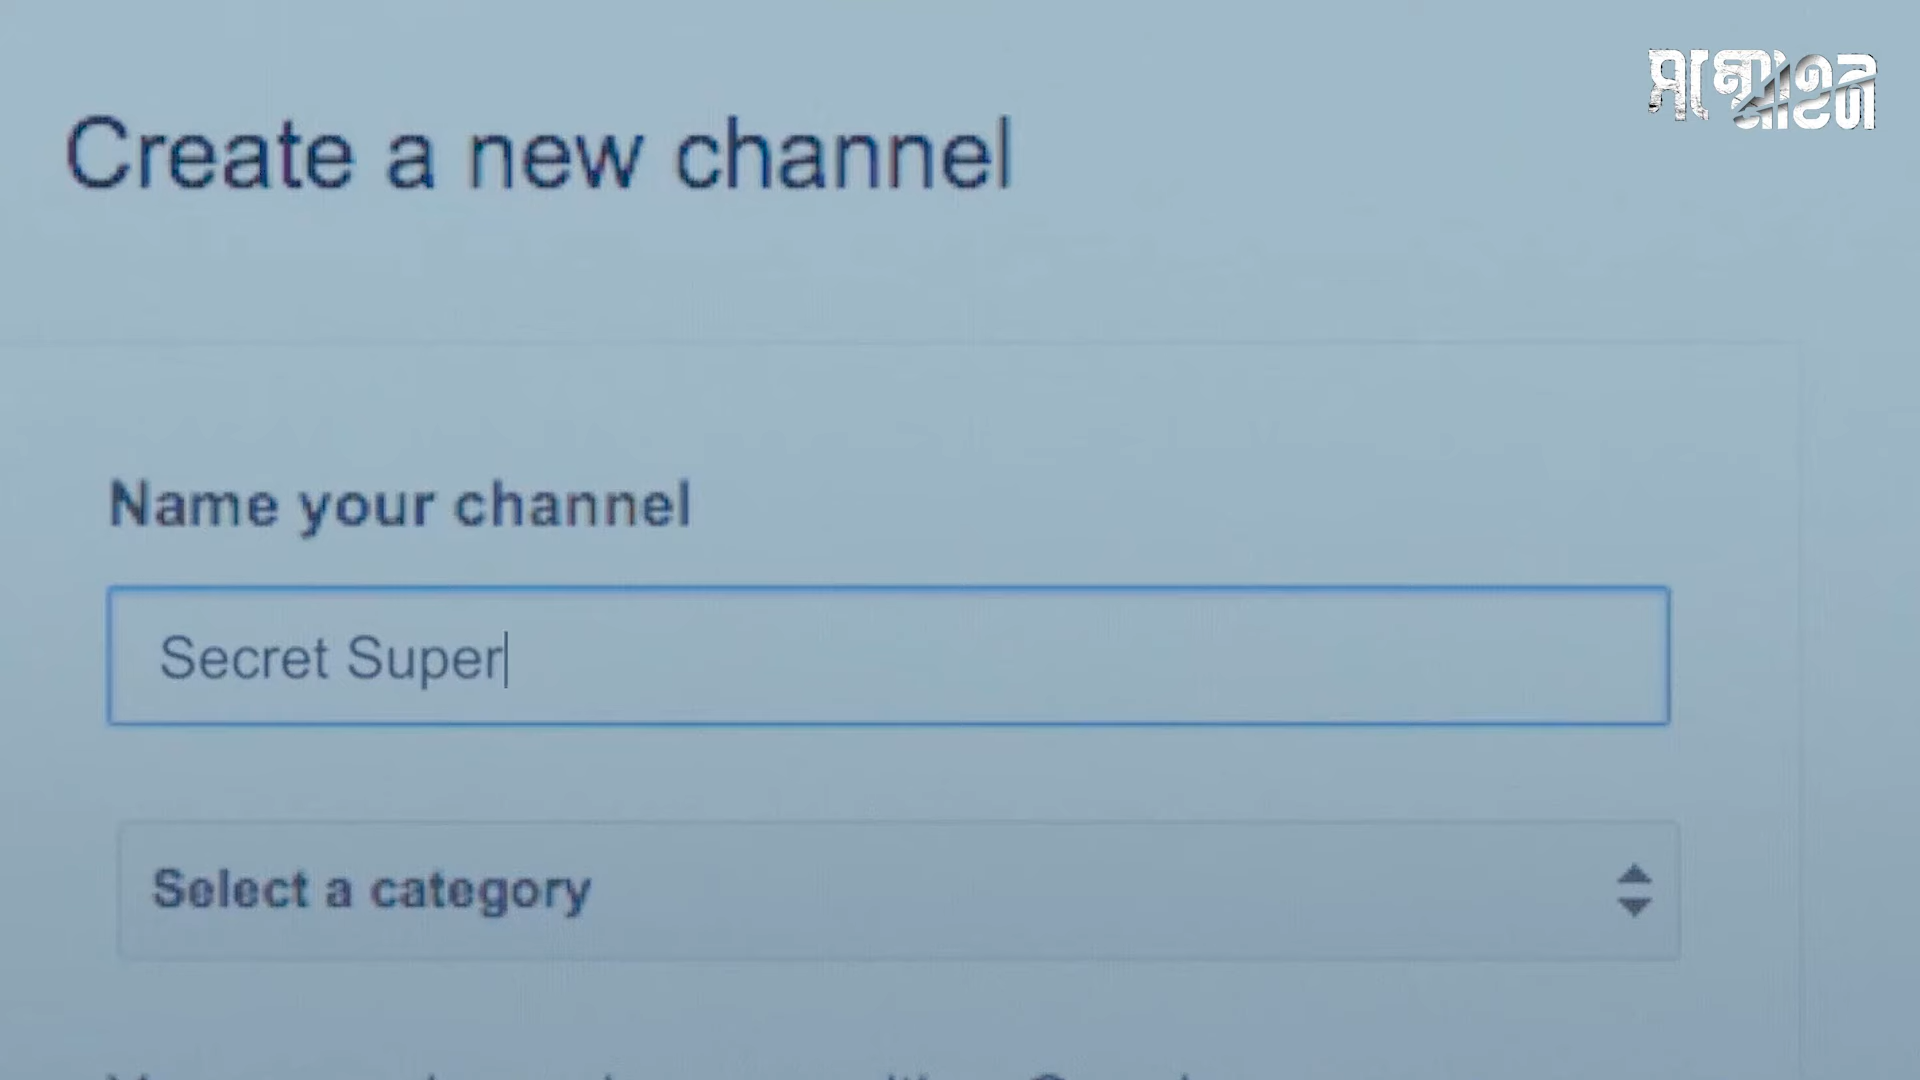 Create a new channel
Name your channel
Secret Super
Select a category